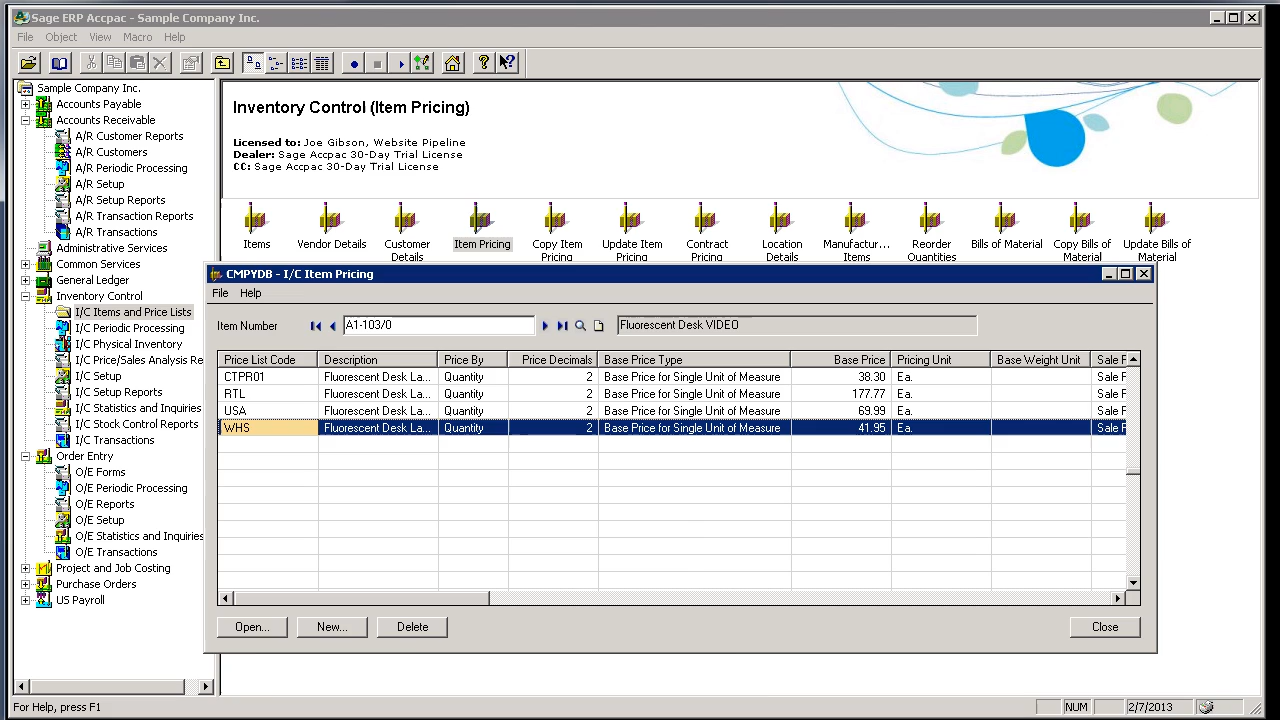 Sage ERP Accpac - Sample Company Inc.
File Object View Macro Help
Sample Company Inc.
Accounts Payable
Accounts Receivable
A/R Customer Reports
A/R Customers
A/R Periodic Processing
A/R Setup
A/R Setup Reports
A/R Transaction Reports
A/R Transactions
Administrative Services
Common Services
General Ledger
Inventory Control
I/C Items and Price Lists
I/C Periodic Processing
I/C Physical Inventory
I/C Price/Sales Analysis Re
I/C Setup
I/C Setup Reports
I/C Statistics and Inquiries
I/C Stock Control Reports
I/C Transactions
Order Entry
O/E Forms
O/E Periodic Processing
O/E Reports
O/E Setup
O/E Statistics and Inquiries
O/E Transactions
Project and Job Costing
Purchase Orders
US Payroll
Inventory Control (Item Pricing)
Licensed to: Joe Gibson, Website Pipeline
Dealer: Sage Accpac 30-Day Trial License
CC: Sage Accpac 30-Day Trial License
Items Vendor Details Customer Details Item Pricing Copy Item Pricing Update Item Pricing Contract Pricing Location Details Manufactur... Items Reorder Quantities Bills of Material Copy Bills of Material Update Bills of Material
CMPYDB - I/C Item Pricing
File Help
Item Number A1-103/0 Fluorescent Desk VIDEO
Price List Code Description Price By Price Decimals Base Price Type Base Price Pricing Unit Base Weight Unit Sale F
CTPR01 Fluorescent Desk La... Quantity 2 Base Price for Single Unit of Measure 38.30 Ea. Sale F
RTL Fluorescent Desk La... Quantity 2 Base Price for Single Unit of Measure 177.77 Ea. Sale F
USA Fluorescent Desk La... Quantity 2 Base Price for Single Unit of Measure 69.99 Ea. Sale F
WHS Fluorescent Desk La... Quantity 2 Base Price for Single Unit of Measure 41.95 Ea. Sale F
Open... New... Delete Close
For Help, press F1 NUM 2/7/2013